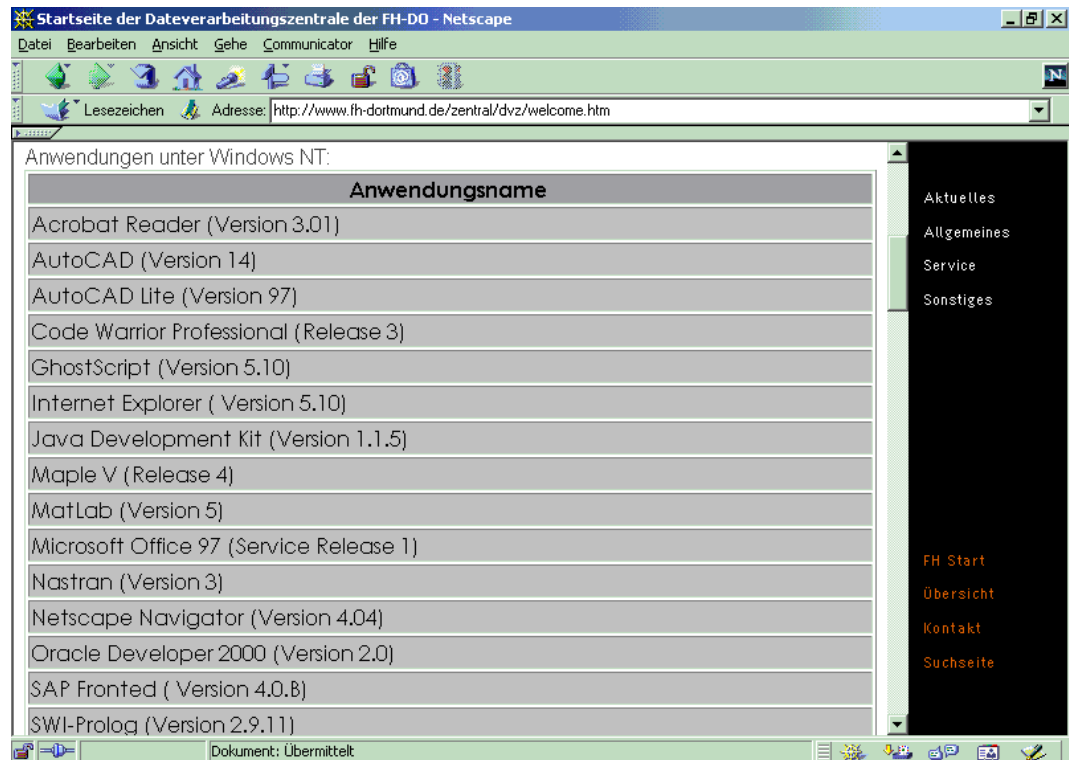 Startseite der Dateverarbeitungszentrale der FH-DO - Netscape
Datei Bearbeiten Ansicht Gehe Communicator Hilfe
N
Lesezeichen Adresse: http://www.fh-dortmund.de/zentral/dvz/welcome.htm
Anwendungen unter Windows NT:
Anwendungsname
Acrobat Reader (Version 3.01)
AutoCAD (Version 14)
AutoCAD Lite (Version 97)
Code Warrior Professional (Release 3)
GhostScript (Version 5.10)
Internet Explorer ( Version 5.10)
Java Development Kit (Version 1.1.5)
Maple V (Release 4)
MatLab (Version 5)
Microsoft Office 97 (Service Release 1)
Nastran (Version 3)
Netscape Navigator (Version 4.04)
Oracle Developer 2000 (Version 2.0)
SAP Fronted ( Version 4.0.B)
SWI-Prolog (Version 2.9.11)
Aktuelles
Allgemeines
Service
Sonstiges
FH Start
Übersicht
Kontakt
Suchseite
Dokument: Übermittelt